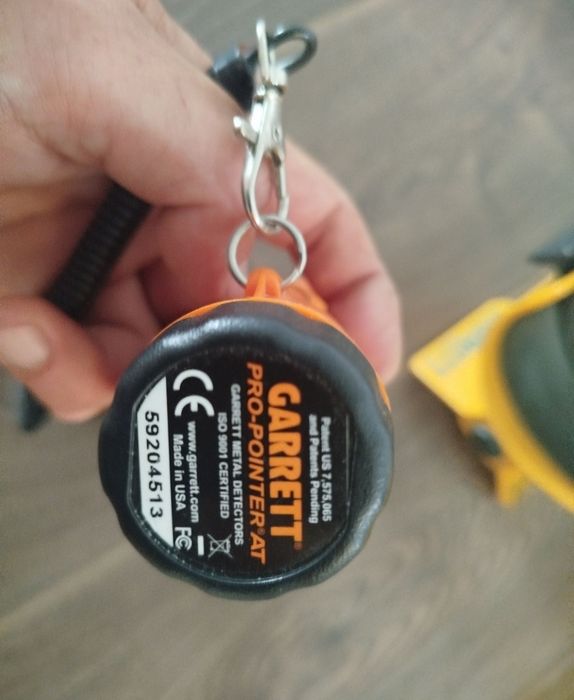 Patent US 7,575,065
and Patents Pending
GARRETT®
PRO-POINTER® AT
GARRETT METAL DETECTORS
ISO 9001 CERTIFIED
CE www.garrett.com
Made in USA FC
59204513